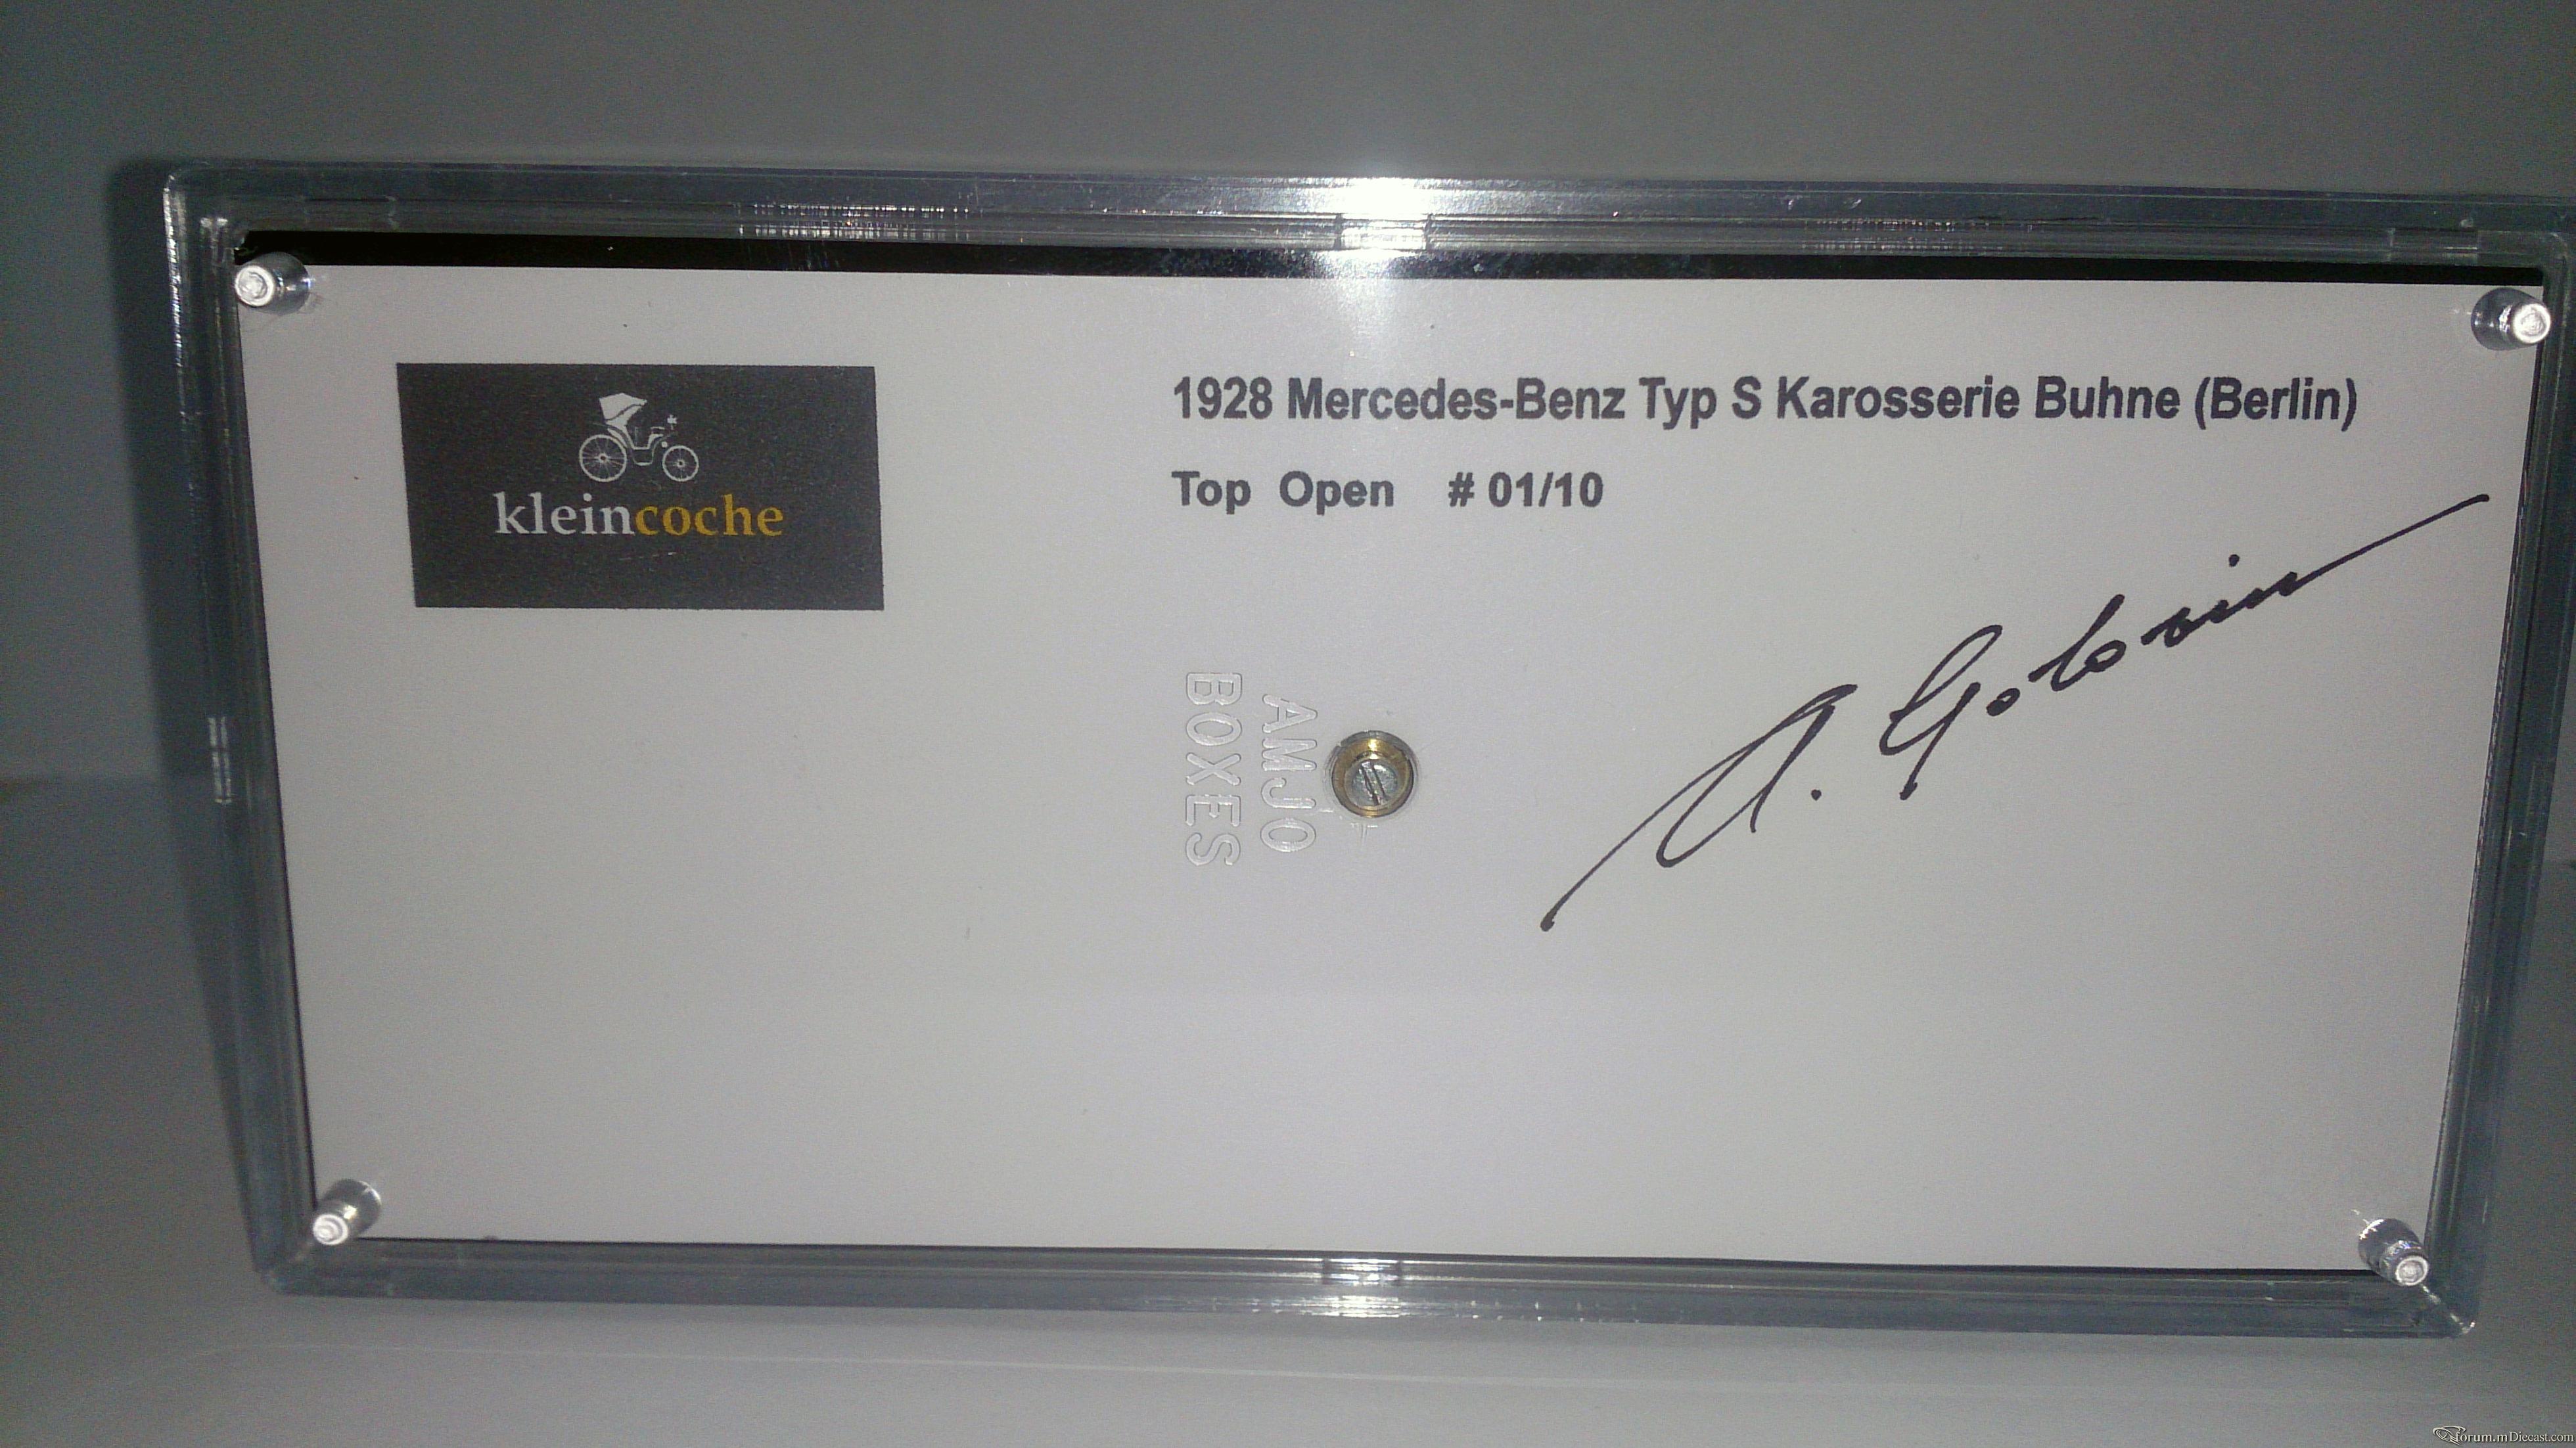 kleincoche
1928 Mercedes-Benz Typ S Karosserie Buhne (Berlin)
Top Open # 01/10
AMJO
BOXES
forum.mDiecast.com